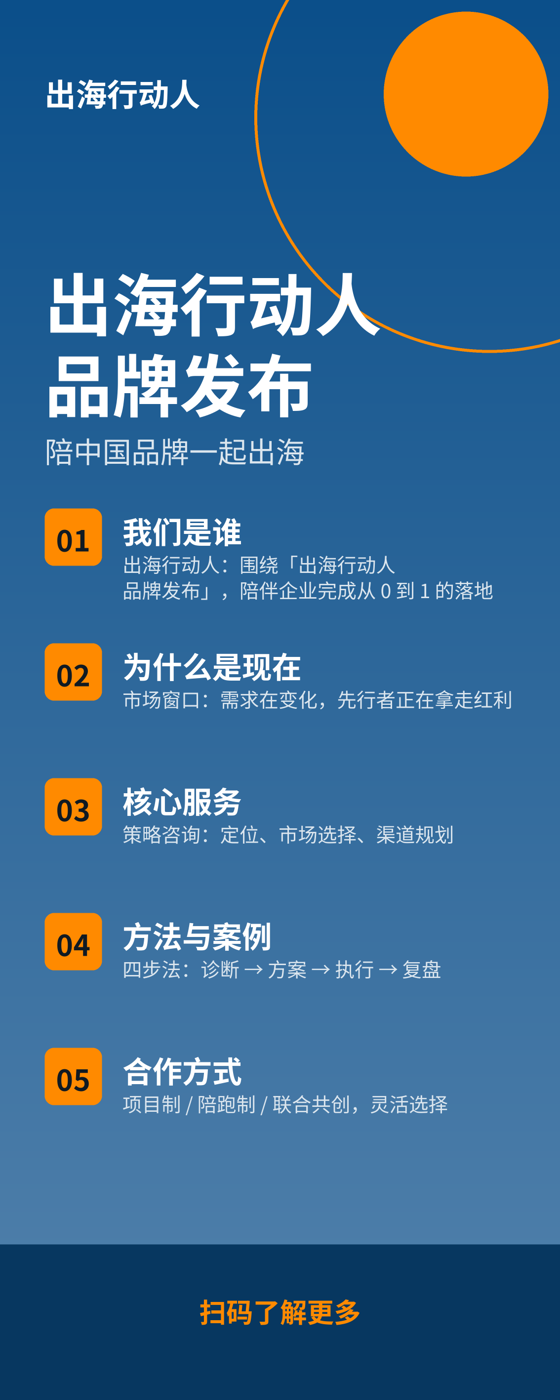 出海行动人
出海行动人
品牌发布
陪中国品牌一起出海
01
我们是谁
出海行动人：围绕「出海行动人
品牌发布」，陪伴企业完成从 0 到 1 的落地
02
为什么是现在
市场窗口：需求在变化，先行者正在拿走红利
03
核心服务
策略咨询：定位、市场选择、渠道规划
04
方法与案例
四步法：诊断 → 方案 → 执行 → 复盘
05
合作方式
项目制 / 陪跑制 / 联合共创，灵活选择
扫码了解更多